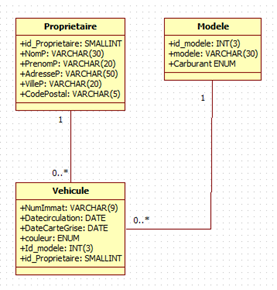 Proprietaire
+id_Proprietaire: SMALLINT
+NomP: VARCHAR(30)
+PrenomP: VARCHAR(20)
+AdresseP: VARCHAR(50)
+VilleP: VARCHAR(20)
+CodePostal: VARCHAR(5)
Modele
+id_modele: INT(3)
+modele: VARCHAR(30)
+Carburant ENUM
1
1
0..*
0..*
Vehicule
+NumImmat: VARCHAR(9)
+Datecirculation: DATE
+DateCarteGrise: DATE
+couleur: ENUM
+Id_modele: INT(3)
+id_Proprietaire: SMALLINT